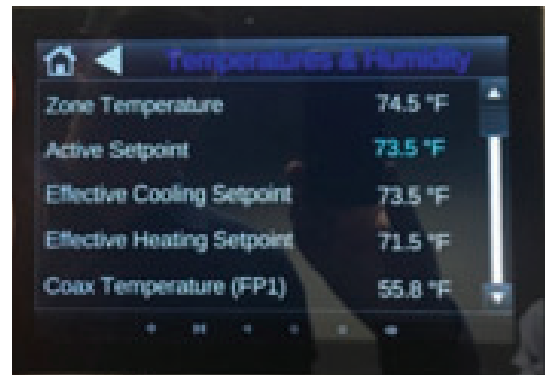 Temperatures & Humidity
Zone Temperature 74.5 °F
Active Setpoint 73.5 °F
Effective Cooling Setpoint 73.5 °F
Effective Heating Setpoint 71.5 °F
Coax Temperature (FP1) 55.8 °F